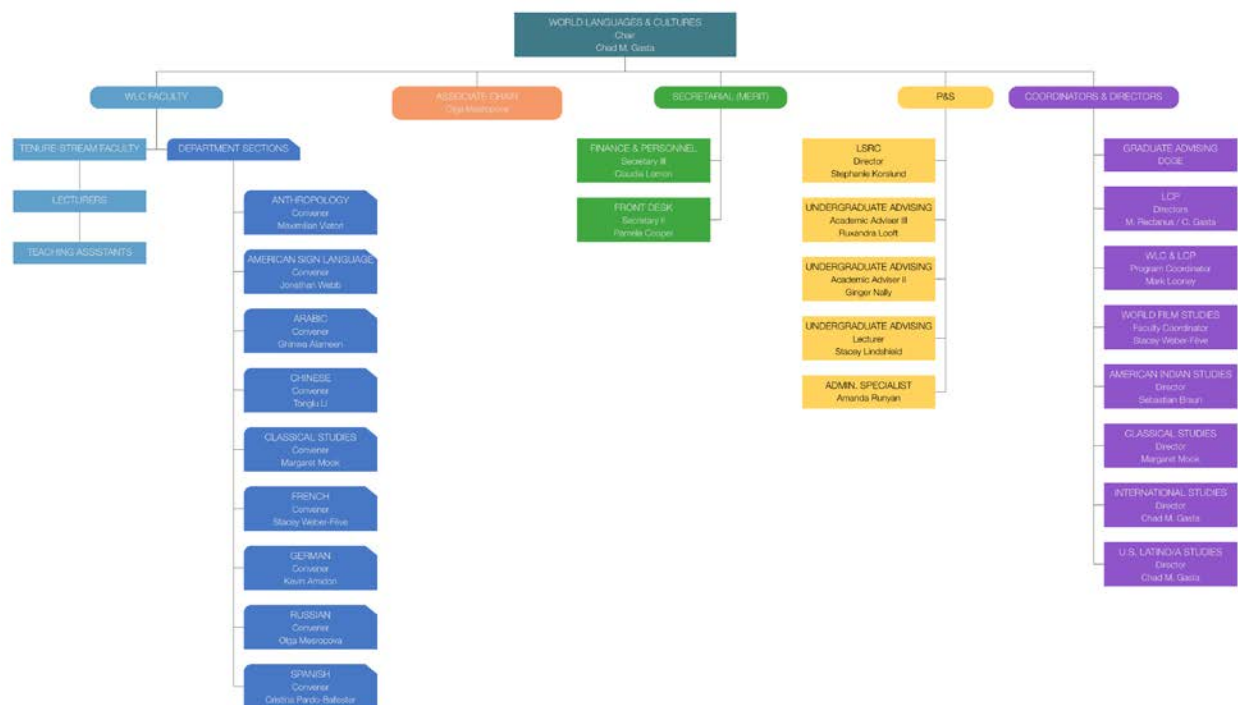 WORLD LANGUAGES & CULTURES
Chair
Chad M. Gasta
WLC FACULTY
ASSOCIATE CHAIR
Olga Mesropova
SECRETARIAL (MERIT)
P&S
COORDINATORS & DIRECTORS
TENURE-STREAM FACULTY
LECTURERS
TEACHING ASSISTANTS
DEPARTMENT SECTIONS
ANTHROPOLOGY
Convener
Maximilian Viatori
AMERICAN SIGN LANGUAGE
Convener
Jonathan Webb
ARABIC
Convener
Ghinwa Alameen
CHINESE
Convener
Tonglu Li
CLASSICAL STUDIES
Convener
Margaret Mook
FRENCH
Convener
Stacey Weber-Fève
GERMAN
Convener
Kevin Amidon
RUSSIAN
Convener
Olga Mesropova
SPANISH
Convener
Cristina Pardo-Ballester
FINANCE & PERSONNEL
Secretary III
Claudia Lemon
FRONT DESK
Secretary II
Pamela Cooper
LSRC
Director
Stephanie Korslund
UNDERGRADUATE ADVISING
Academic Adviser III
Ruxandra Looft
UNDERGRADUATE ADVISING
Academic Adviser II
Ginger Nally
UNDERGRADUATE ADVISING
Lecturer
Stacey Lindshield
ADMIN. SPECIALIST
Amanda Runyan
GRADUATE ADVISING
DOGE
LCP
Directors
M. Rectanus / C. Gasta
WLC & LCP
Program Coordinator
Mark Looney
WORLD FILM STUDIES
Faculty Coordinator
Stacey Weber-Fève
AMERICAN INDIAN STUDIES
Director
Sebastian Braun
CLASSICAL STUDIES
Director
Margaret Mook
INTERNATIONAL STUDIES
Director
Chad M. Gasta
U.S. LATINO/A STUDIES
Director
Chad M. Gasta